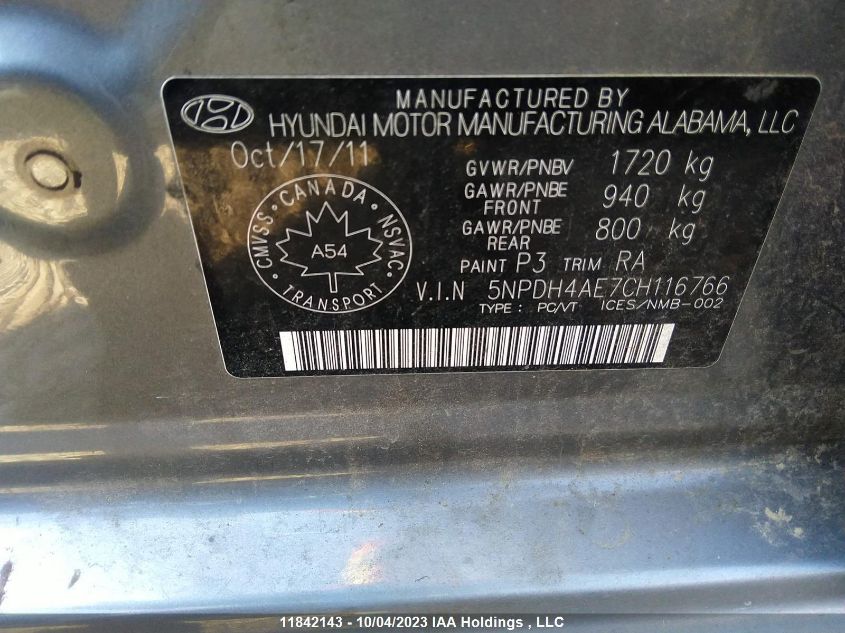 MANUFACTURED BY
HYUNDAI MOTOR MANUFACTURING ALABAMA, LLC
Oct/17/11
GVWR/PNBV 1720 kg
GAWR/PNBE FRONT 940 kg
GAWR/PNBE REAR 800 kg
PAINT P3 TRIM RA
V.I.N 5NPDH4AE7CH116766
TYPE : PC/VT ICES/NMB-002
CMVSS • CANADA • NSVAC
A54
• TRANSPORT •
11842143 - 10/04/2023 IAA Holdings , LLC